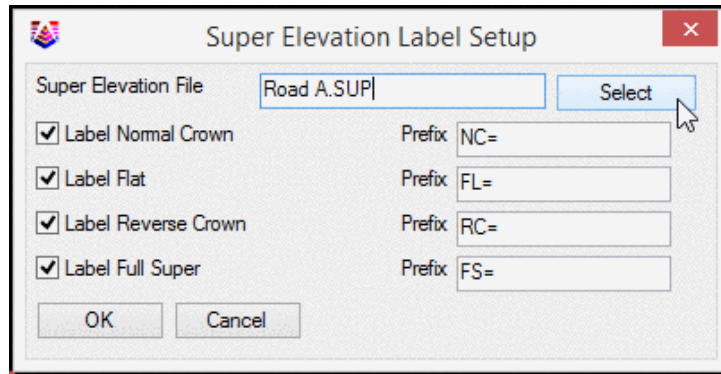 Super Elevation Label Setup
Super Elevation File Road A.SUP Select
Label Normal Crown Prefix NC=
Label Flat Prefix FL=
Label Reverse Crown Prefix RC=
Label Full Super Prefix FS=
OK Cancel